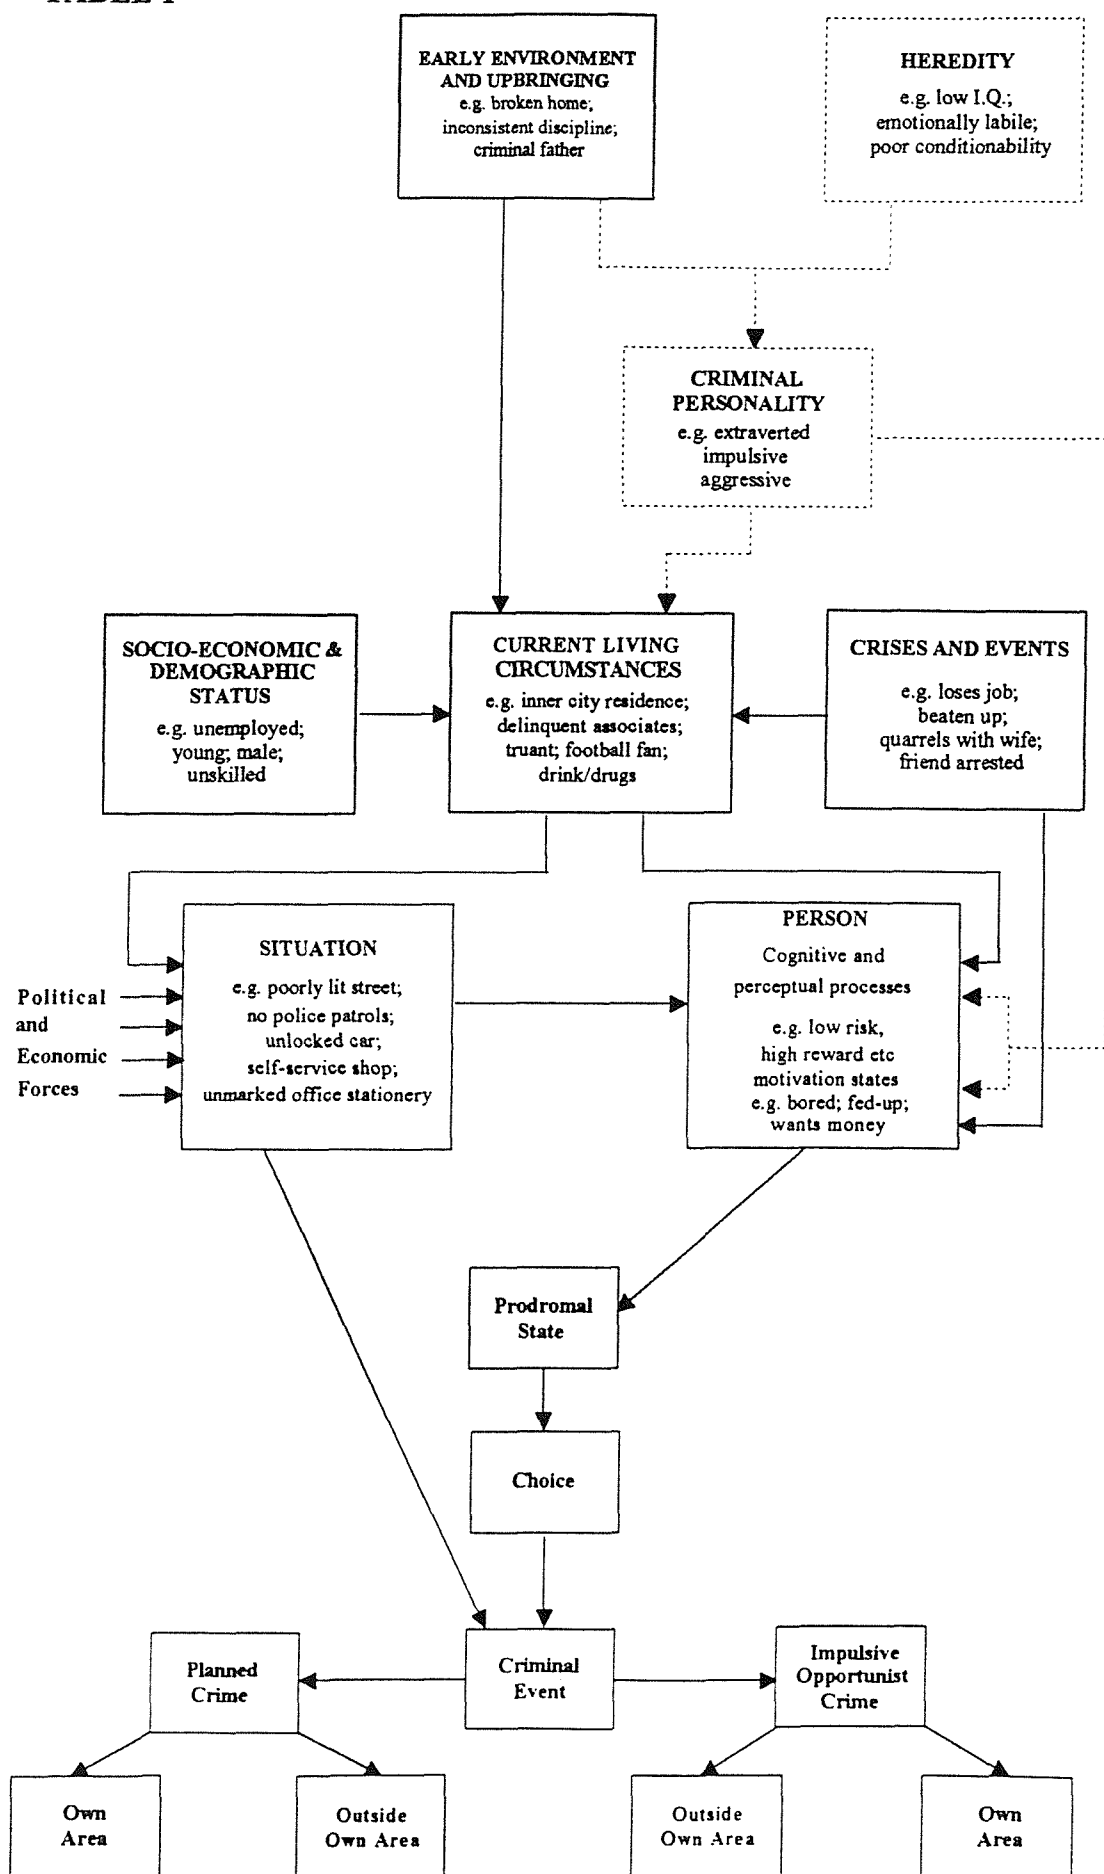 TABLE 1
EARLY ENVIRONMENT
AND UPBRINGING
e.g. broken home;
inconsistent discipline;
criminal father
HEREDITY
e.g. low I.Q.;
emotionally labile;
poor conditionability
CRIMINAL
PERSONALITY
e.g. extraverted
impulsive
aggressive
SOCIO-ECONOMIC &
DEMOGRAPHIC
STATUS
e.g. unemployed;
young; male;
unskilled
CURRENT LIVING
CIRCUMSTANCES
e.g. inner city residence;
delinquent associates;
truant; football fan;
drink/drugs
CRISES AND EVENTS
e.g. loses job;
beaten up;
quarrels with wife;
friend arrested
Political
and
Economic
Forces
SITUATION
e.g. poorly lit street;
no police patrols;
unlocked car;
self-service shop;
unmarked office stationery
PERSON
Cognitive and
perceptual processes
e.g. low risk,
high reward etc
motivation states
e.g. bored; fed-up;
wants money
Prodromal
State
Choice
Criminal
Event
Planned
Crime
Impulsive
Opportunist
Crime
Own
Area
Outside
Own Area
Outside
Own Area
Own
Area